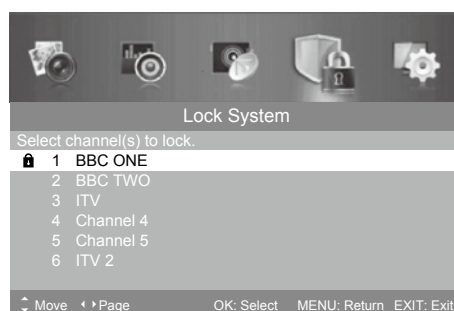 Lock System
Select channel(s) to lock.
1 BBC ONE
2 BBC TWO
3 ITV
4 Channel 4
5 Channel 5
6 ITV 2
Move Page OK: Select MENU: Return EXIT: Exit